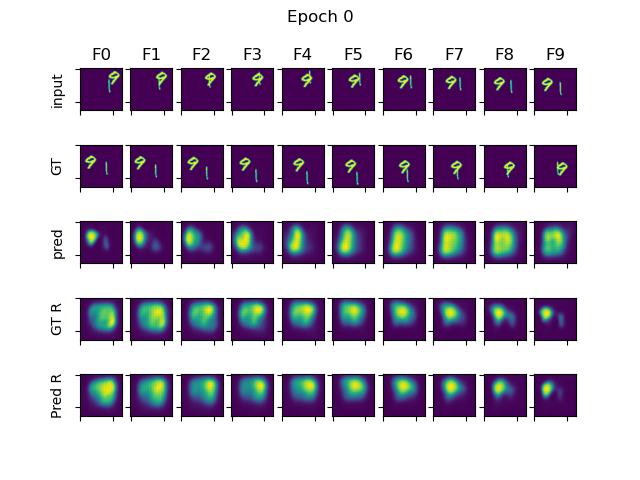 Epoch 0
F0 F1 F2 F3 F4 F5 F6 F7 F8 F9
input
GT
pred
GT R
Pred R